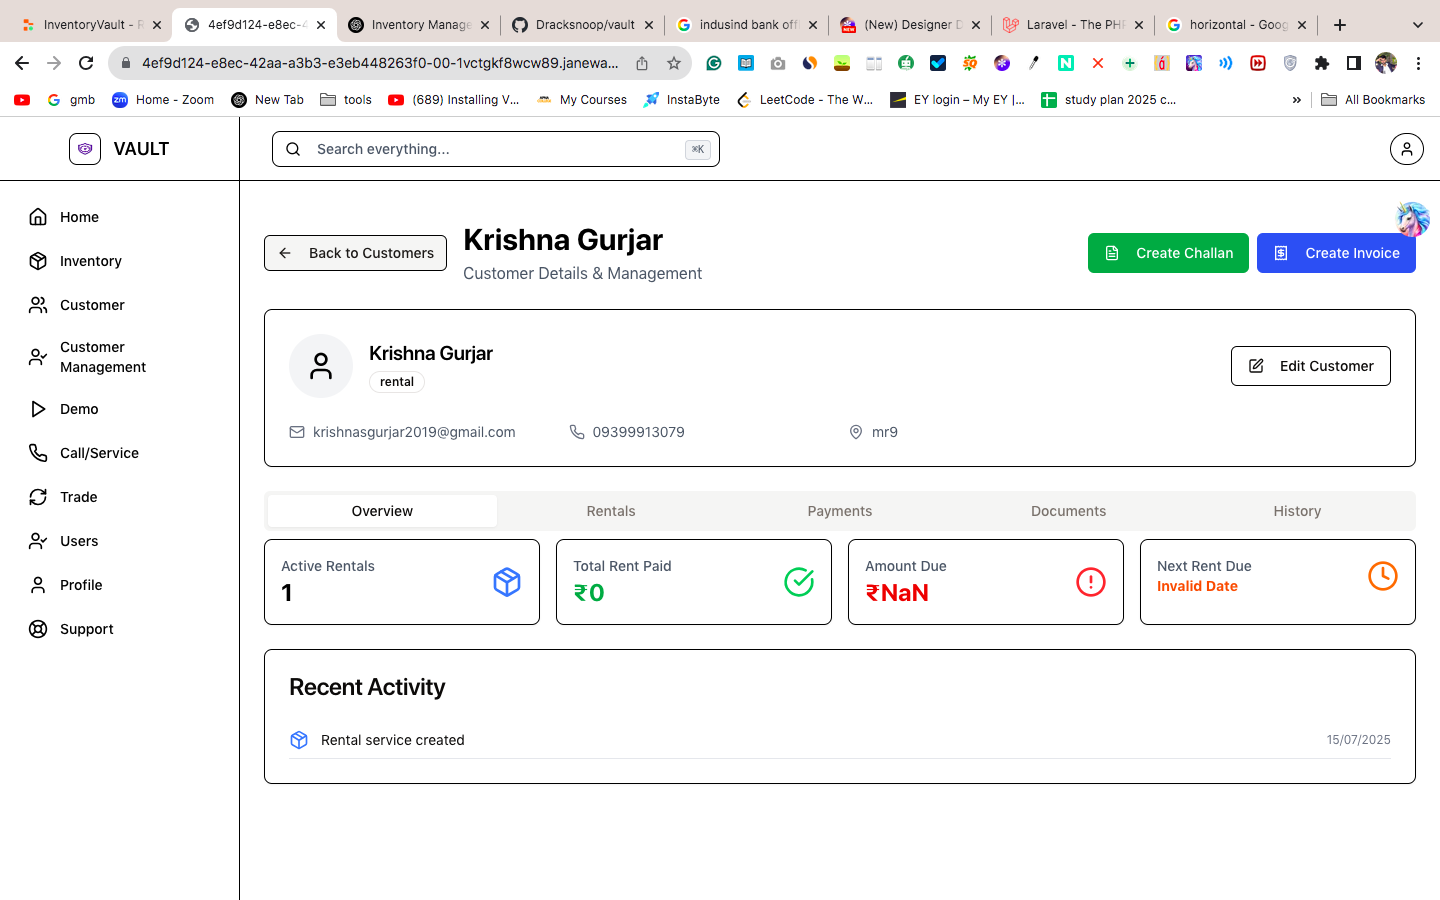 InventoryVault - R
4ef9d124-e8ec-4
Inventory Manage
Dracksnoop/vault
indusind bank off
(New) Designer D
Laravel - The PHP
horizontal - Goog
4ef9d124-e8ec-42aa-a3b3-e3eb448263f0-00-1vctgkf8wcw89.janewa...
gmb
Home - Zoom
New Tab
tools
(689) Installing V...
My Courses
InstaByte
LeetCode - The W...
EY login – My EY |...
study plan 2025 c...
»
All Bookmarks
VAULT
Search everything...
⌘K
Home
Inventory
Customer
Customer
Management
Demo
Call/Service
Trade
Users
Profile
Support
Back to Customers
Krishna Gurjar
Customer Details & Management
Create Challan
Create Invoice
Krishna Gurjar
rental
Edit Customer
krishnasgurjar2019@gmail.com
09399913079
mr9
Overview
Rentals
Payments
Documents
History
Active Rentals
1
Total Rent Paid
₹0
Amount Due
₹NaN
Next Rent Due
Invalid Date
Recent Activity
Rental service created
15/07/2025